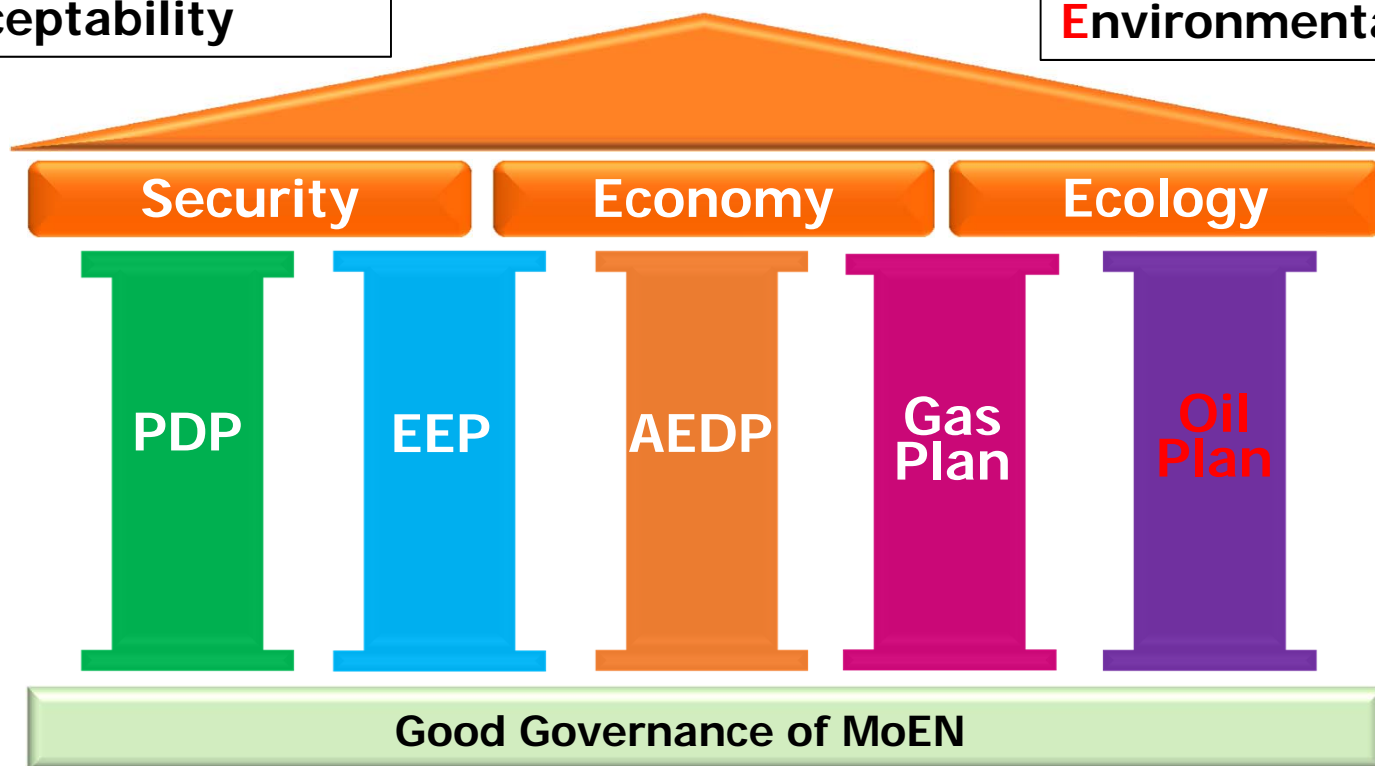 ceptability
Environmenta
Security
Economy
Ecology
PDP
EEP
AEDP
Gas
Plan
Oil
Plan
Good Governance of MoEN